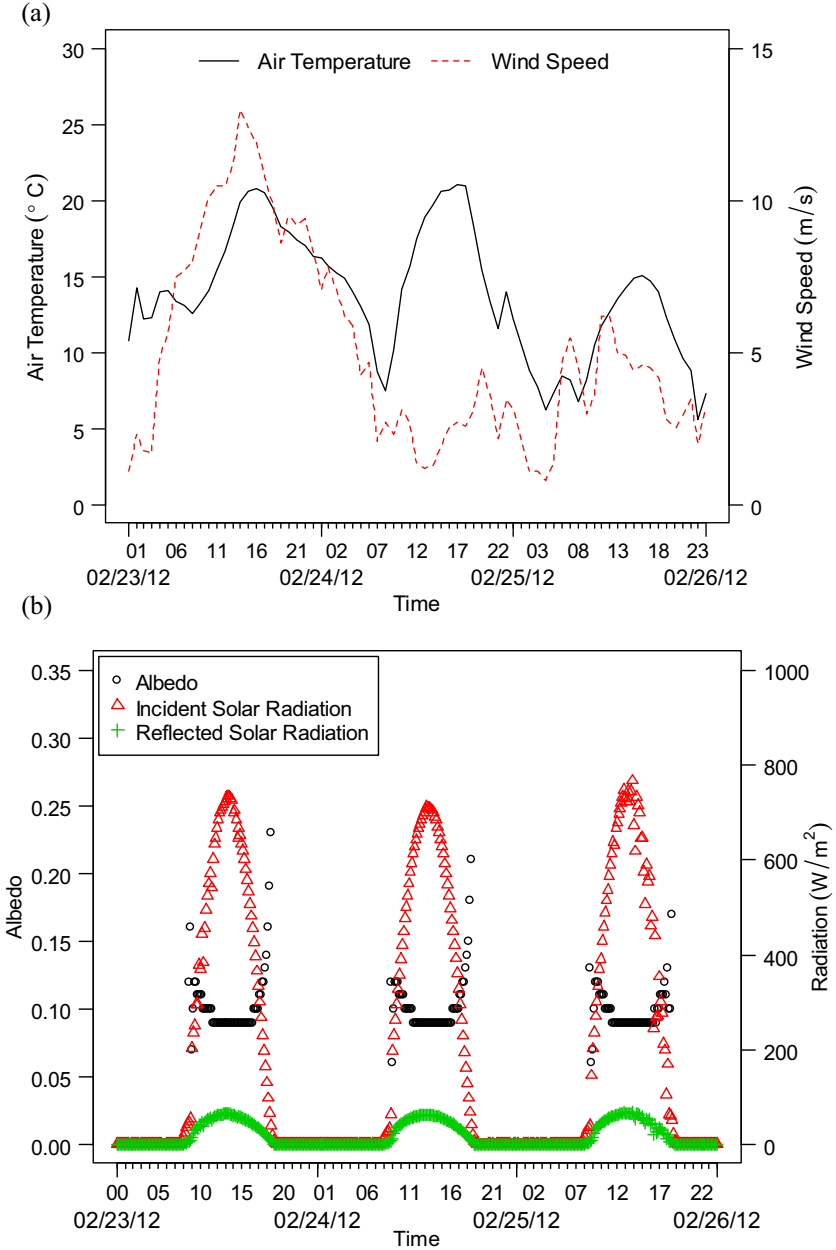 (a)
Air Temperature Wind Speed
30
25
20
15
10
5
0
Air Temperature (° C)
15
10
5
0
Wind Speed (m/s)
01 06 11 16 21 02 07 12 17 22 03 08 13 18 23
02/23/12 02/24/12 02/25/12 02/26/12
Time
(b)
Albedo
Incident Solar Radiation
Reflected Solar Radiation
0.35
0.30
0.25
0.20
0.15
0.10
0.05
0.00
Albedo
1000
800
600
400
200
0
Radiation (W/m²)
00 05 10 15 20 01 06 11 16 21 02 07 12 17 22
02/23/12 02/24/12 02/25/12 02/26/12
Time